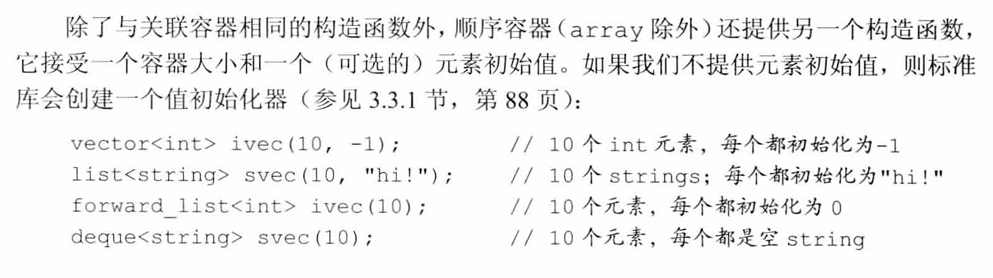 除了与关联容器相同的构造函数外，顺序容器（array 除外）还提供另一个构造函数，
它接受一个容器大小和一个（可选的）元素初始值。如果我们不提供元素初始值，则标准
库会创建一个值初始化器（参见 3.3.1 节，第 88 页）：
vector<int> ivec(10, -1); // 10 个 int 元素，每个都初始化为-1
list<string> svec(10, "hi!"); // 10 个 strings；每个都初始化为"hi!"
forward_list<int> ivec(10); // 10 个元素，每个都初始化为 0
deque<string> svec(10); // 10 个元素，每个都是空 string